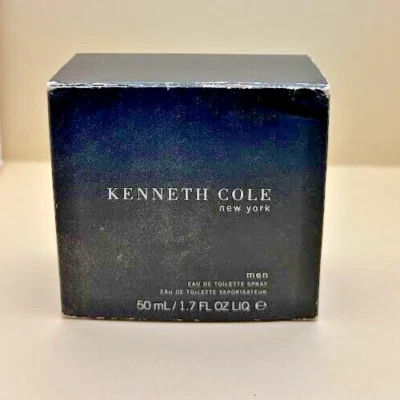 KENNETH COLE
new york
men
EAU DE TOILETTE SPRAY
EAU DE TOILETTE VAPORISATEUR
50 mL / 1.7 FL OZ LIQ ℮